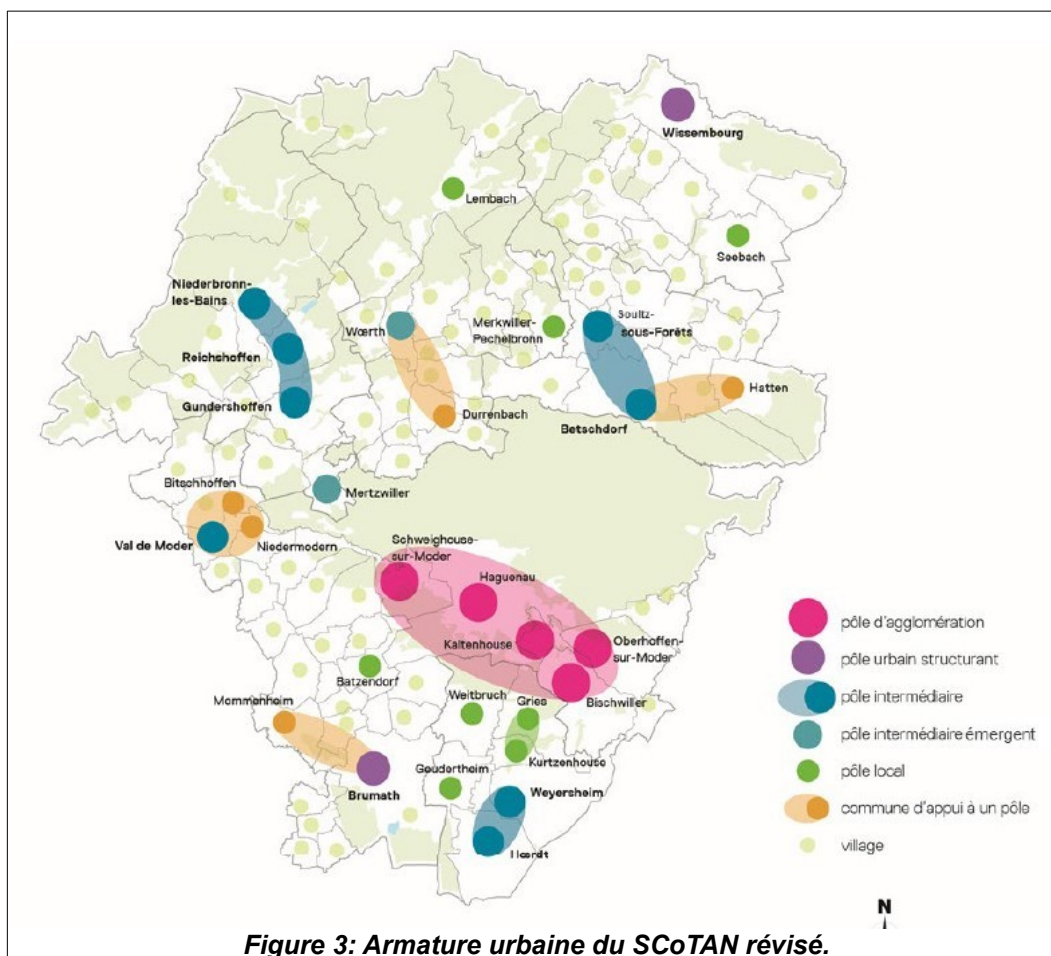 Wissembourg
Lembach
Seebach
Niederbronn-
les-Bains
Wœrth
Merkwiller-
Pechelbronn
Soultz-
sous-Forêts
Reichshoffen
Hatten
Gundershoffen
Durrenbach
Betschdorf
Bitschhoffen
Mertzwiller
Val de Moder
Niedermodern
Schweighouse-
sur-Moder
Haguenau
Kaltenhouse
Oberhoffen-
sur-Moder
Batzendorf
Bischwiller
Weitbruch
Gries
Mommenheim
Kurtzenhouse
Geudertheim
Brumath
Weyersheim
Hœrdt
pôle d'agglomération
pôle urbain structurant
pôle intermédiaire
pôle intermédiaire émergent
pôle local
commune d'appui à un pôle
village
N
Figure 3: Armature urbaine du SCoTAN révisé.